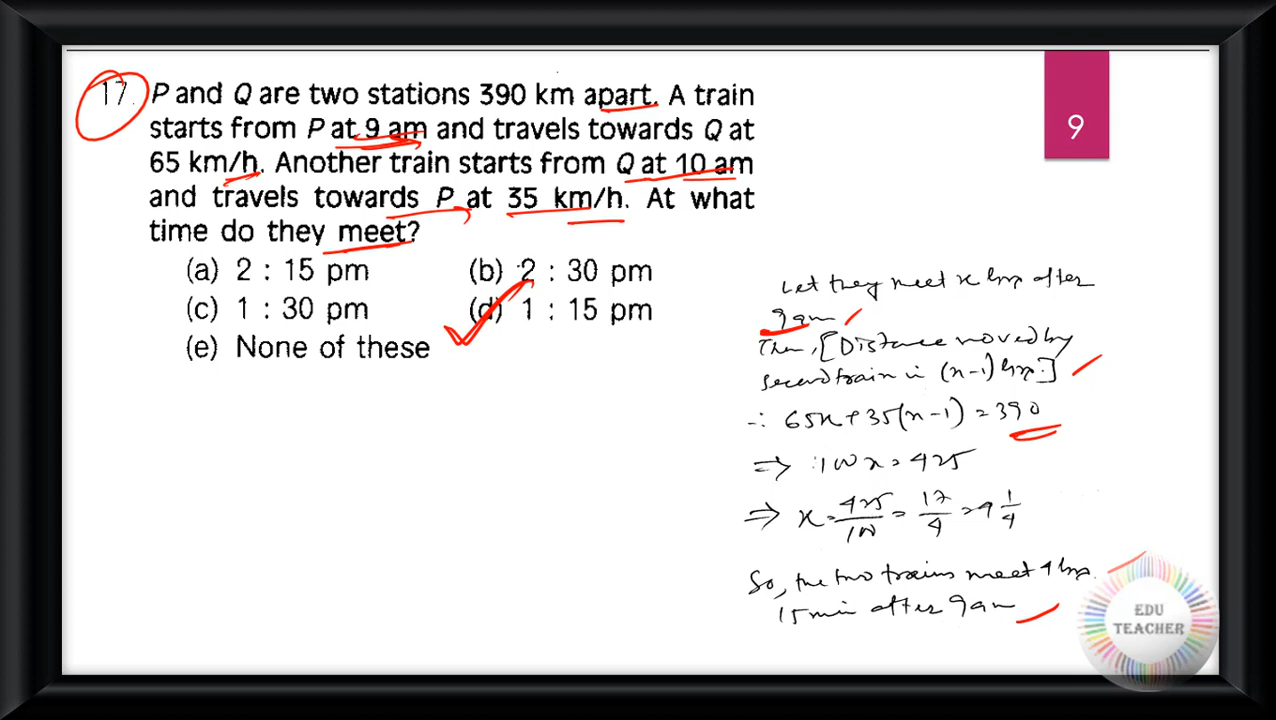 17. P and Q are two stations 390 km apart. A train
starts from P at 9 am and travels towards Q at
65 km/h. Another train starts from Q at 10 am
and travels towards P at 35 km/h. At what
time do they meet?
(a) 2 : 15 pm (b) 2 : 30 pm
(c) 1 : 30 pm (d) 1 : 15 pm
(e) None of these
9
Let they meet x hrs after
9 am
Then, [Distance moved by
second train in (x-1) hrs.]
∴ 65x + 35(x-1) = 390
⇒ 100x = 425
⇒ x = 425/100 = 17/4 = 4 1/4
So, the two trains meet 4 hrs.
15 min after 9 am
EDU
TEACHER